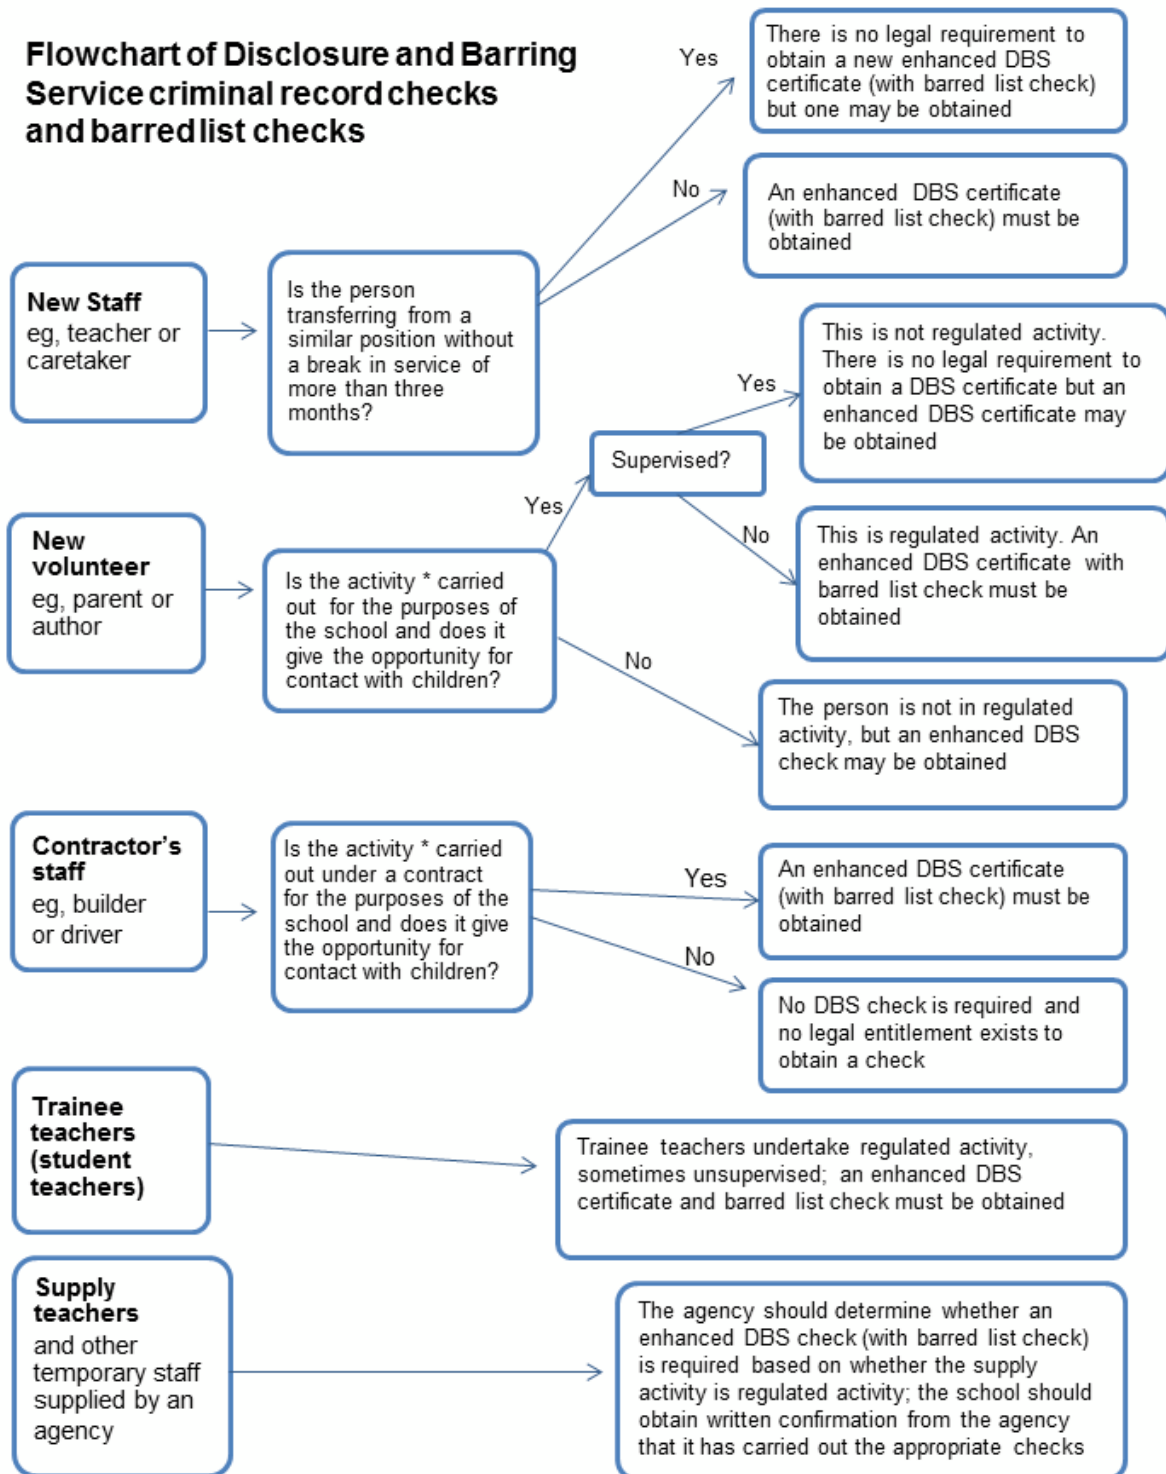 Flowchart of Disclosure and Barring
Service criminal record checks
and barred list checks
New Staff
eg, teacher or
caretaker
Is the person
transferring from a
similar position without
a break in service of
more than three
months?
Yes
There is no legal requirement to
obtain a new enhanced DBS
certificate (with barred list check)
but one may be obtained
No
An enhanced DBS certificate
(with barred list check) must be
obtained
New
volunteer
eg, parent or
author
Is the activity * carried
out for the purposes of
the school and does it
give the opportunity for
contact with children?
Yes
Supervised?
Yes
This is not regulated activity.
There is no legal requirement to
obtain a DBS certificate but an
enhanced DBS certificate may
be obtained
No
This is regulated activity. An
enhanced DBS certificate with
barred list check must be
obtained
No
The person is not in regulated
activity, but an enhanced DBS
check may be obtained
Contractor's
staff
eg, builder
or driver
Is the activity * carried
out under a contract
for the purposes of the
school and does it give
the opportunity for
contact with children?
Yes
An enhanced DBS certificate
(with barred list check) must be
obtained
No
No DBS check is required and
no legal entitlement exists to
obtain a check
Trainee
teachers
(student
teachers)
Trainee teachers undertake regulated activity,
sometimes unsupervised; an enhanced DBS
certificate and barred list check must be obtained
Supply
teachers
and other
temporary staff
supplied by an
agency
The agency should determine whether an
enhanced DBS check (with barred list check)
is required based on whether the supply
activity is regulated activity; the school should
obtain written confirmation from the agency
that it has carried out the appropriate checks